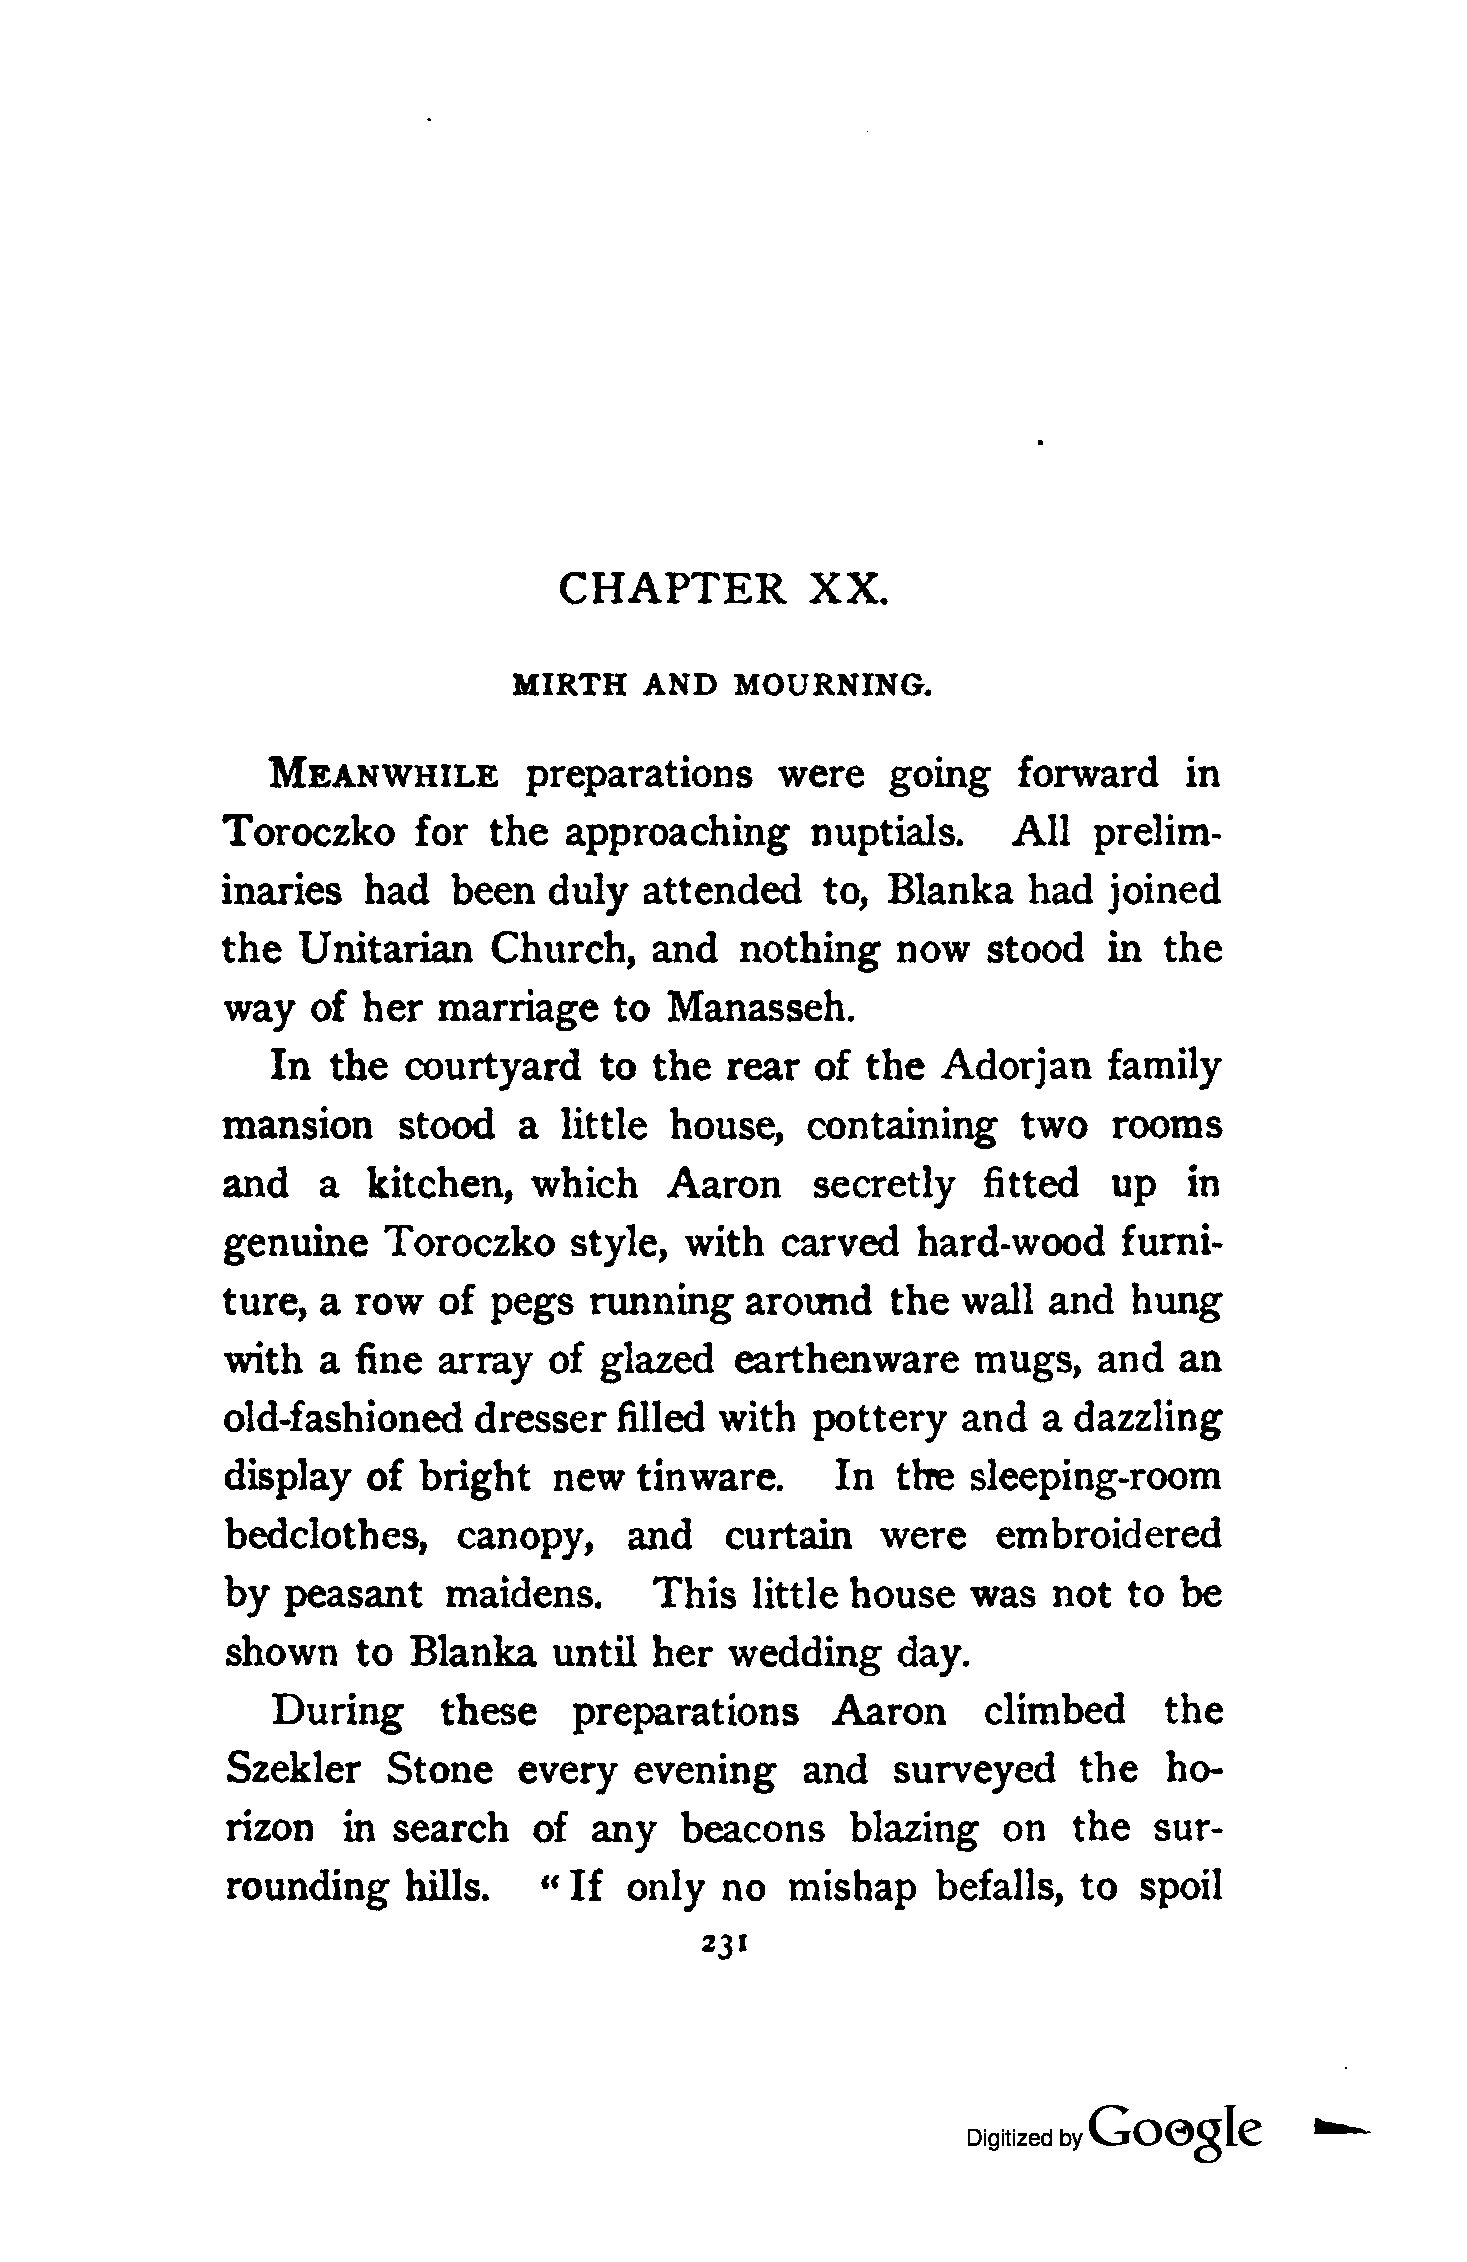 CHAPTER XX.
MIRTH AND MOURNING.
MEANWHILE preparations were going forward in
Toroczko for the approaching nuptials. All prelim-
inaries had been duly attended to, Blanka had joined
the Unitarian Church, and nothing now stood in the
way of her marriage to Manasseh.
In the courtyard to the rear of the Adorjan family
mansion stood a little house, containing two rooms
and a kitchen, which Aaron secretly fitted up in
genuine Toroczko style, with carved hard-wood furni-
ture, a row of pegs running around the wall and hung
with a fine array of glazed earthenware mugs, and an
old-fashioned dresser filled with pottery and a dazzling
display of bright new tinware. In the sleeping-room
bedclothes, canopy, and curtain were embroidered
by peasant maidens. This little house was not to be
shown to Blanka until her wedding day.
During these preparations Aaron climbed the
Szekler Stone every evening and surveyed the ho-
rizon in search of any beacons blazing on the sur-
rounding hills. "If only no mishap befalls, to spoil
231
Digitized by Google